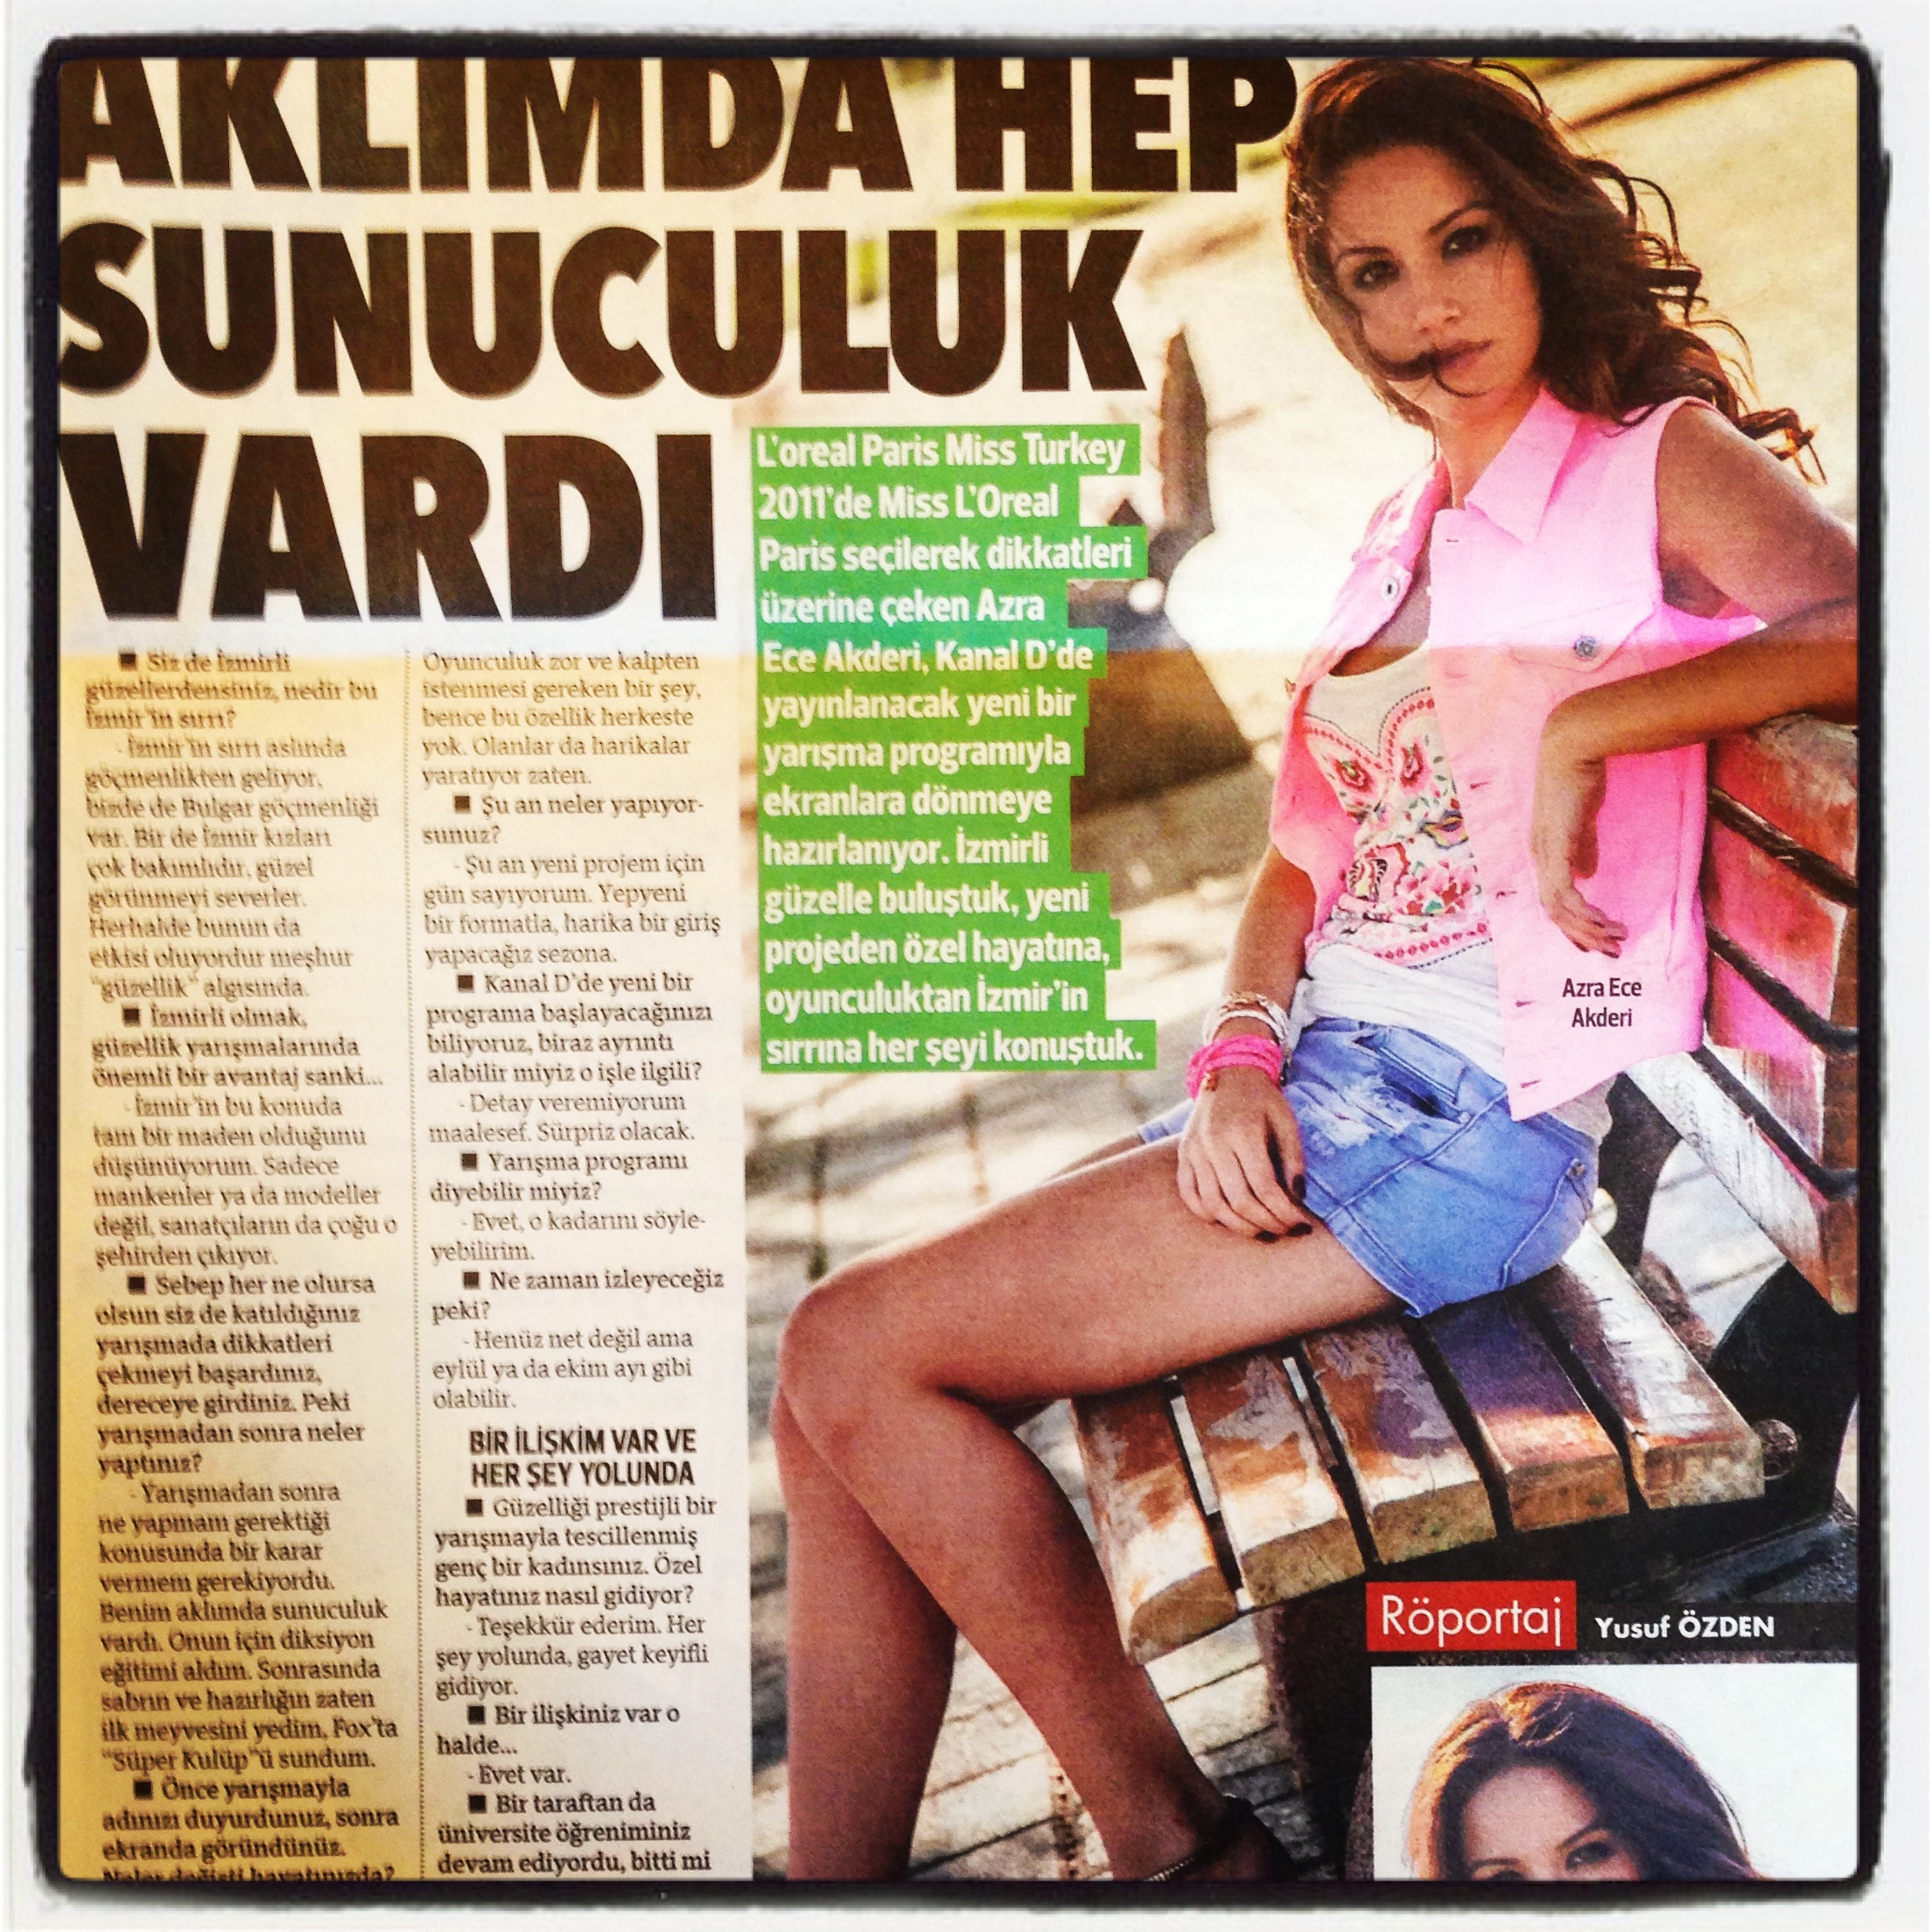 AKLIMDA HEP
SUNUCULUK
VARDI
L'oreal Paris Miss Turkey
2011'de Miss L'Oreal
Paris seçilerek dikkatleri
üzerine çeken Azra
Ece Akderi, Kanal D'de
yayınlanacak yeni bir
yarışma programıyla
ekranlara dönmeye
hazırlanıyor. İzmirli
güzelle buluştuk, yeni
projeden özel hayatına,
oyunculuktan İzmir'in
sırrına her şeyi konuştuk.
■ Siz de İzmirli
güzellerdensiniz, nedir bu
İzmir'in sırrı?
- İzmir'in sırrı aslında
göçmenlikten geliyor,
bizde de Bulgar göçmenliği
var. Bir de İzmir kızları
çok bakımlıdır, güzel
görünmeyi severler.
Herhalde bunun da
etkisi oluyordur meşhur
"güzellik" algısında.
■ İzmirli olmak,
güzellik yarışmalarında
önemli bir avantaj sanki...
- İzmir'in bu konuda
tam bir maden olduğunu
düşünüyorum. Sadece
mankenler ya da modeller
değil, sanatçıların da çoğu o
şehirden çıkıyor.
■ Sebep her ne olursa
olsun siz de katıldığınız
yarışmada dikkatleri
çekmeyi başardınız,
dereceye girdiniz. Peki
yarışmadan sonra neler
yaptınız?
- Yarışmadan sonra
ne yapmam gerektiği
konusunda bir karar
vermem gerekiyordu.
Benim aklımda sunuculuk
vardı. Onun için diksiyon
eğitimi aldım. Sonrasında
sabrın ve hazırlığın zaten
ilk meyvesini yedim, Fox'ta
"Süper Kulüp"ü sundum.
■ Önce yarışmayla
adınızı duyurdunuz, sonra
ekranda göründünüz.
Neler değişti hayatınızda?
Oyunculuk zor ve kalpten
istenmesi gereken bir şey,
bence bu özellik herkeste
yok. Olanlar da harikalar
yaratıyor zaten.
■ Şu an neler yapıyor-
sunuz?
- Şu an yeni projem için
gün sayıyorum. Yepyeni
bir formatla, harika bir giriş
yapacağız sezona.
■ Kanal D'de yeni bir
programa başlayacağınızı
biliyoruz, biraz ayrıntı
alabilir miyiz o işle ilgili?
- Detay veremiyorum
maalesef. Sürpriz olacak.
■ Yarışma programı
diyebilir miyiz?
- Evet, o kadarını söyle-
yebilirim.
■ Ne zaman izleyeceğiz
peki?
- Henüz net değil ama
eylül ya da ekim ayı gibi
olabilir.
BİR İLİŞKİM VAR VE
HER ŞEY YOLUNDA
■ Güzelliği prestijli bir
yarışmayla tescillenmiş
genç bir kadınsınız. Özel
hayatınız nasıl gidiyor?
- Teşekkür ederim. Her
şey yolunda, gayet keyifli
gidiyor.
■ Bir ilişkiniz var o
halde...
- Evet var.
■ Bir taraftan da
üniversite öğreniminiz
devam ediyordu, bitti mi
Azra Ece
Akderi
Röportaj Yusuf ÖZDEN